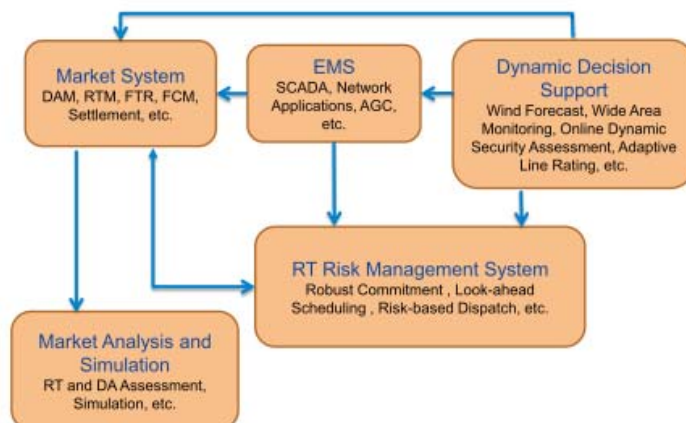 Market System
DAM, RTM, FTR, FCM,
Settlement, etc.
EMS
SCADA, Network
Applications, AGC,
etc.
Dynamic Decision
Support
Wind Forecast, Wide Area
Monitoring, Online Dynamic
Security Assessment, Adaptive
Line Rating, etc.
RT Risk Management System
Robust Commitment , Look-ahead
Scheduling , Risk-based Dispatch, etc.
Market Analysis and
Simulation
RT and DA Assessment,
Simulation, etc.